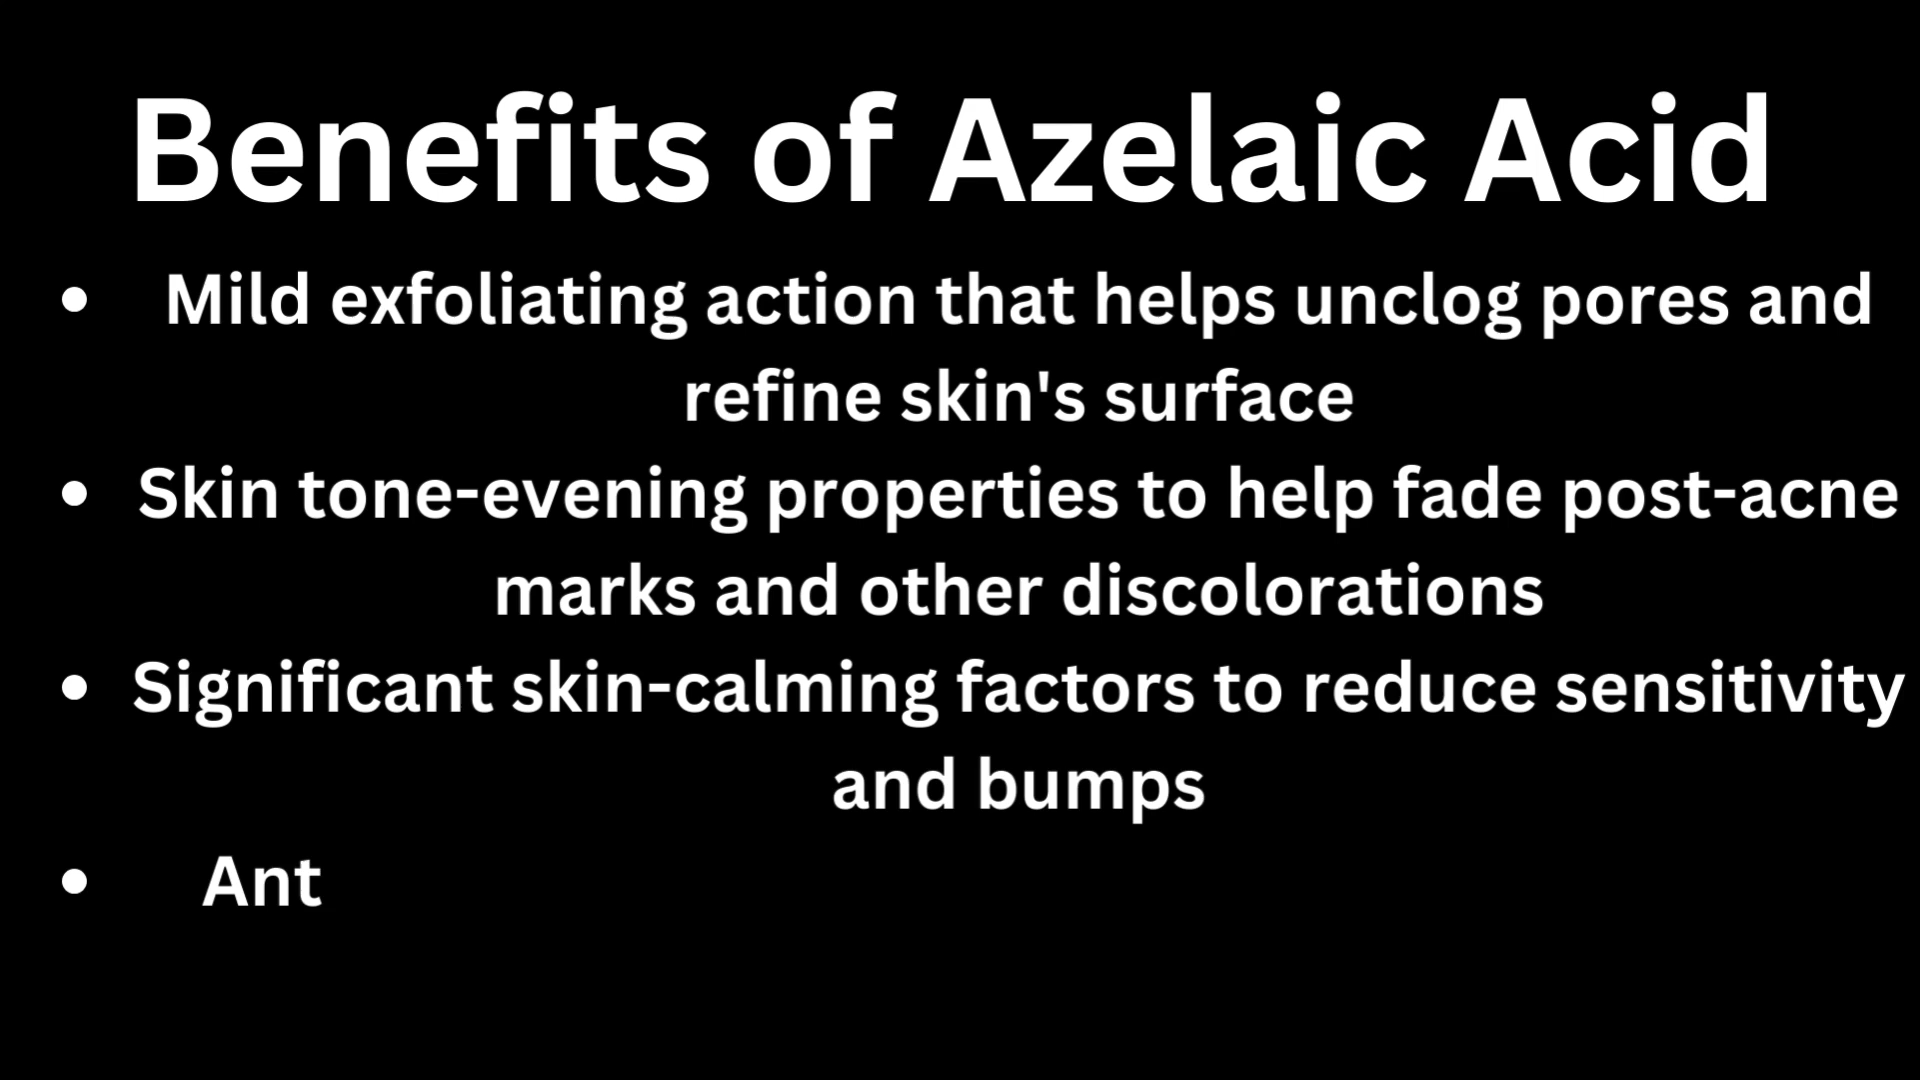 Benefits of Azelaic Acid
• Mild exfoliating action that helps unclog pores and
refine skin's surface
• Skin tone-evening properties to help fade post-acne
marks and other discolorations
• Significant skin-calming factors to reduce sensitivity
and bumps
• Ant